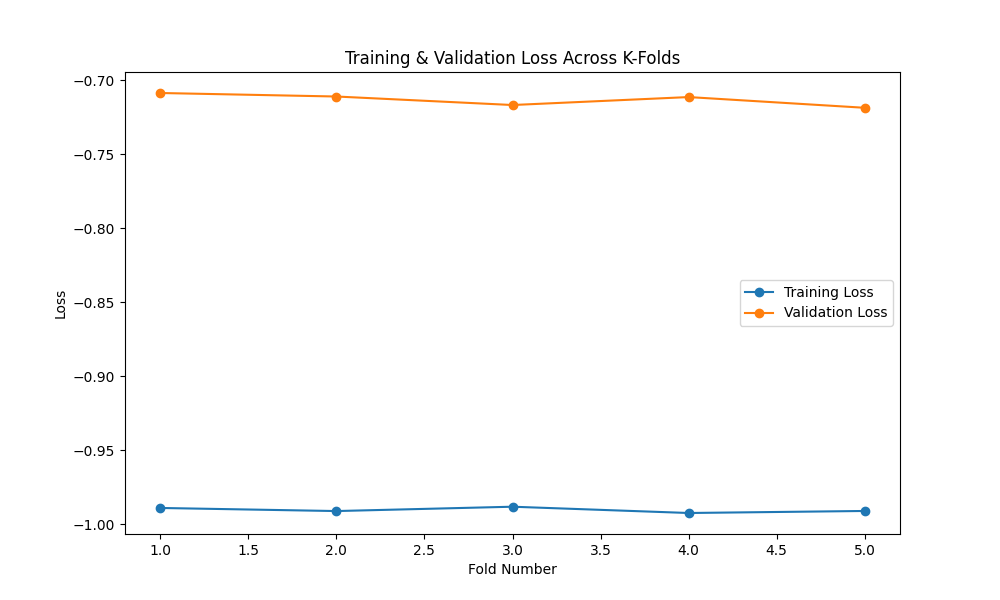 Training & Validation Loss Across K-Folds
−0.70
−0.75
−0.80
−0.85
−0.90
−0.95
−1.00
Loss
Training Loss
Validation Loss
1.0 1.5 2.0 2.5 3.0 3.5 4.0 4.5 5.0
Fold Number